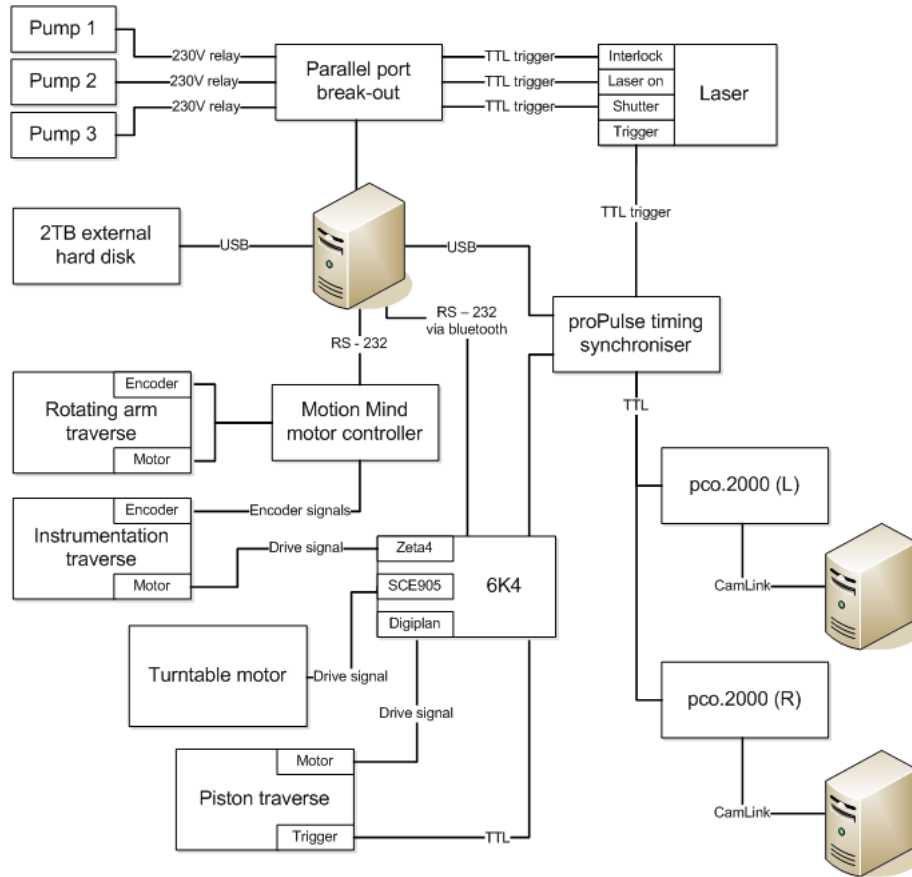 Pump 1
230V relay
Pump 2
230V relay
Pump 3
230V relay
Parallel port
break-out
TTL trigger
TTL trigger
TTL trigger
Interlock
Laser on
Shutter
Trigger
Laser
TTL trigger
2TB external
hard disk
USB
USB
RS – 232
via bluetooth
RS - 232
proPulse timing
synchroniser
TTL
Encoder
Rotating arm
traverse
Motor
Motion Mind
motor controller
Encoder
Instrumentation
traverse
Motor
Encoder signals
Drive signal
Zeta4
SCE905
Digiplan
6K4
pco.2000 (L)
CamLink
Turntable motor
Drive signal
Drive signal
pco.2000 (R)
CamLink
Motor
Piston traverse
Trigger
TTL